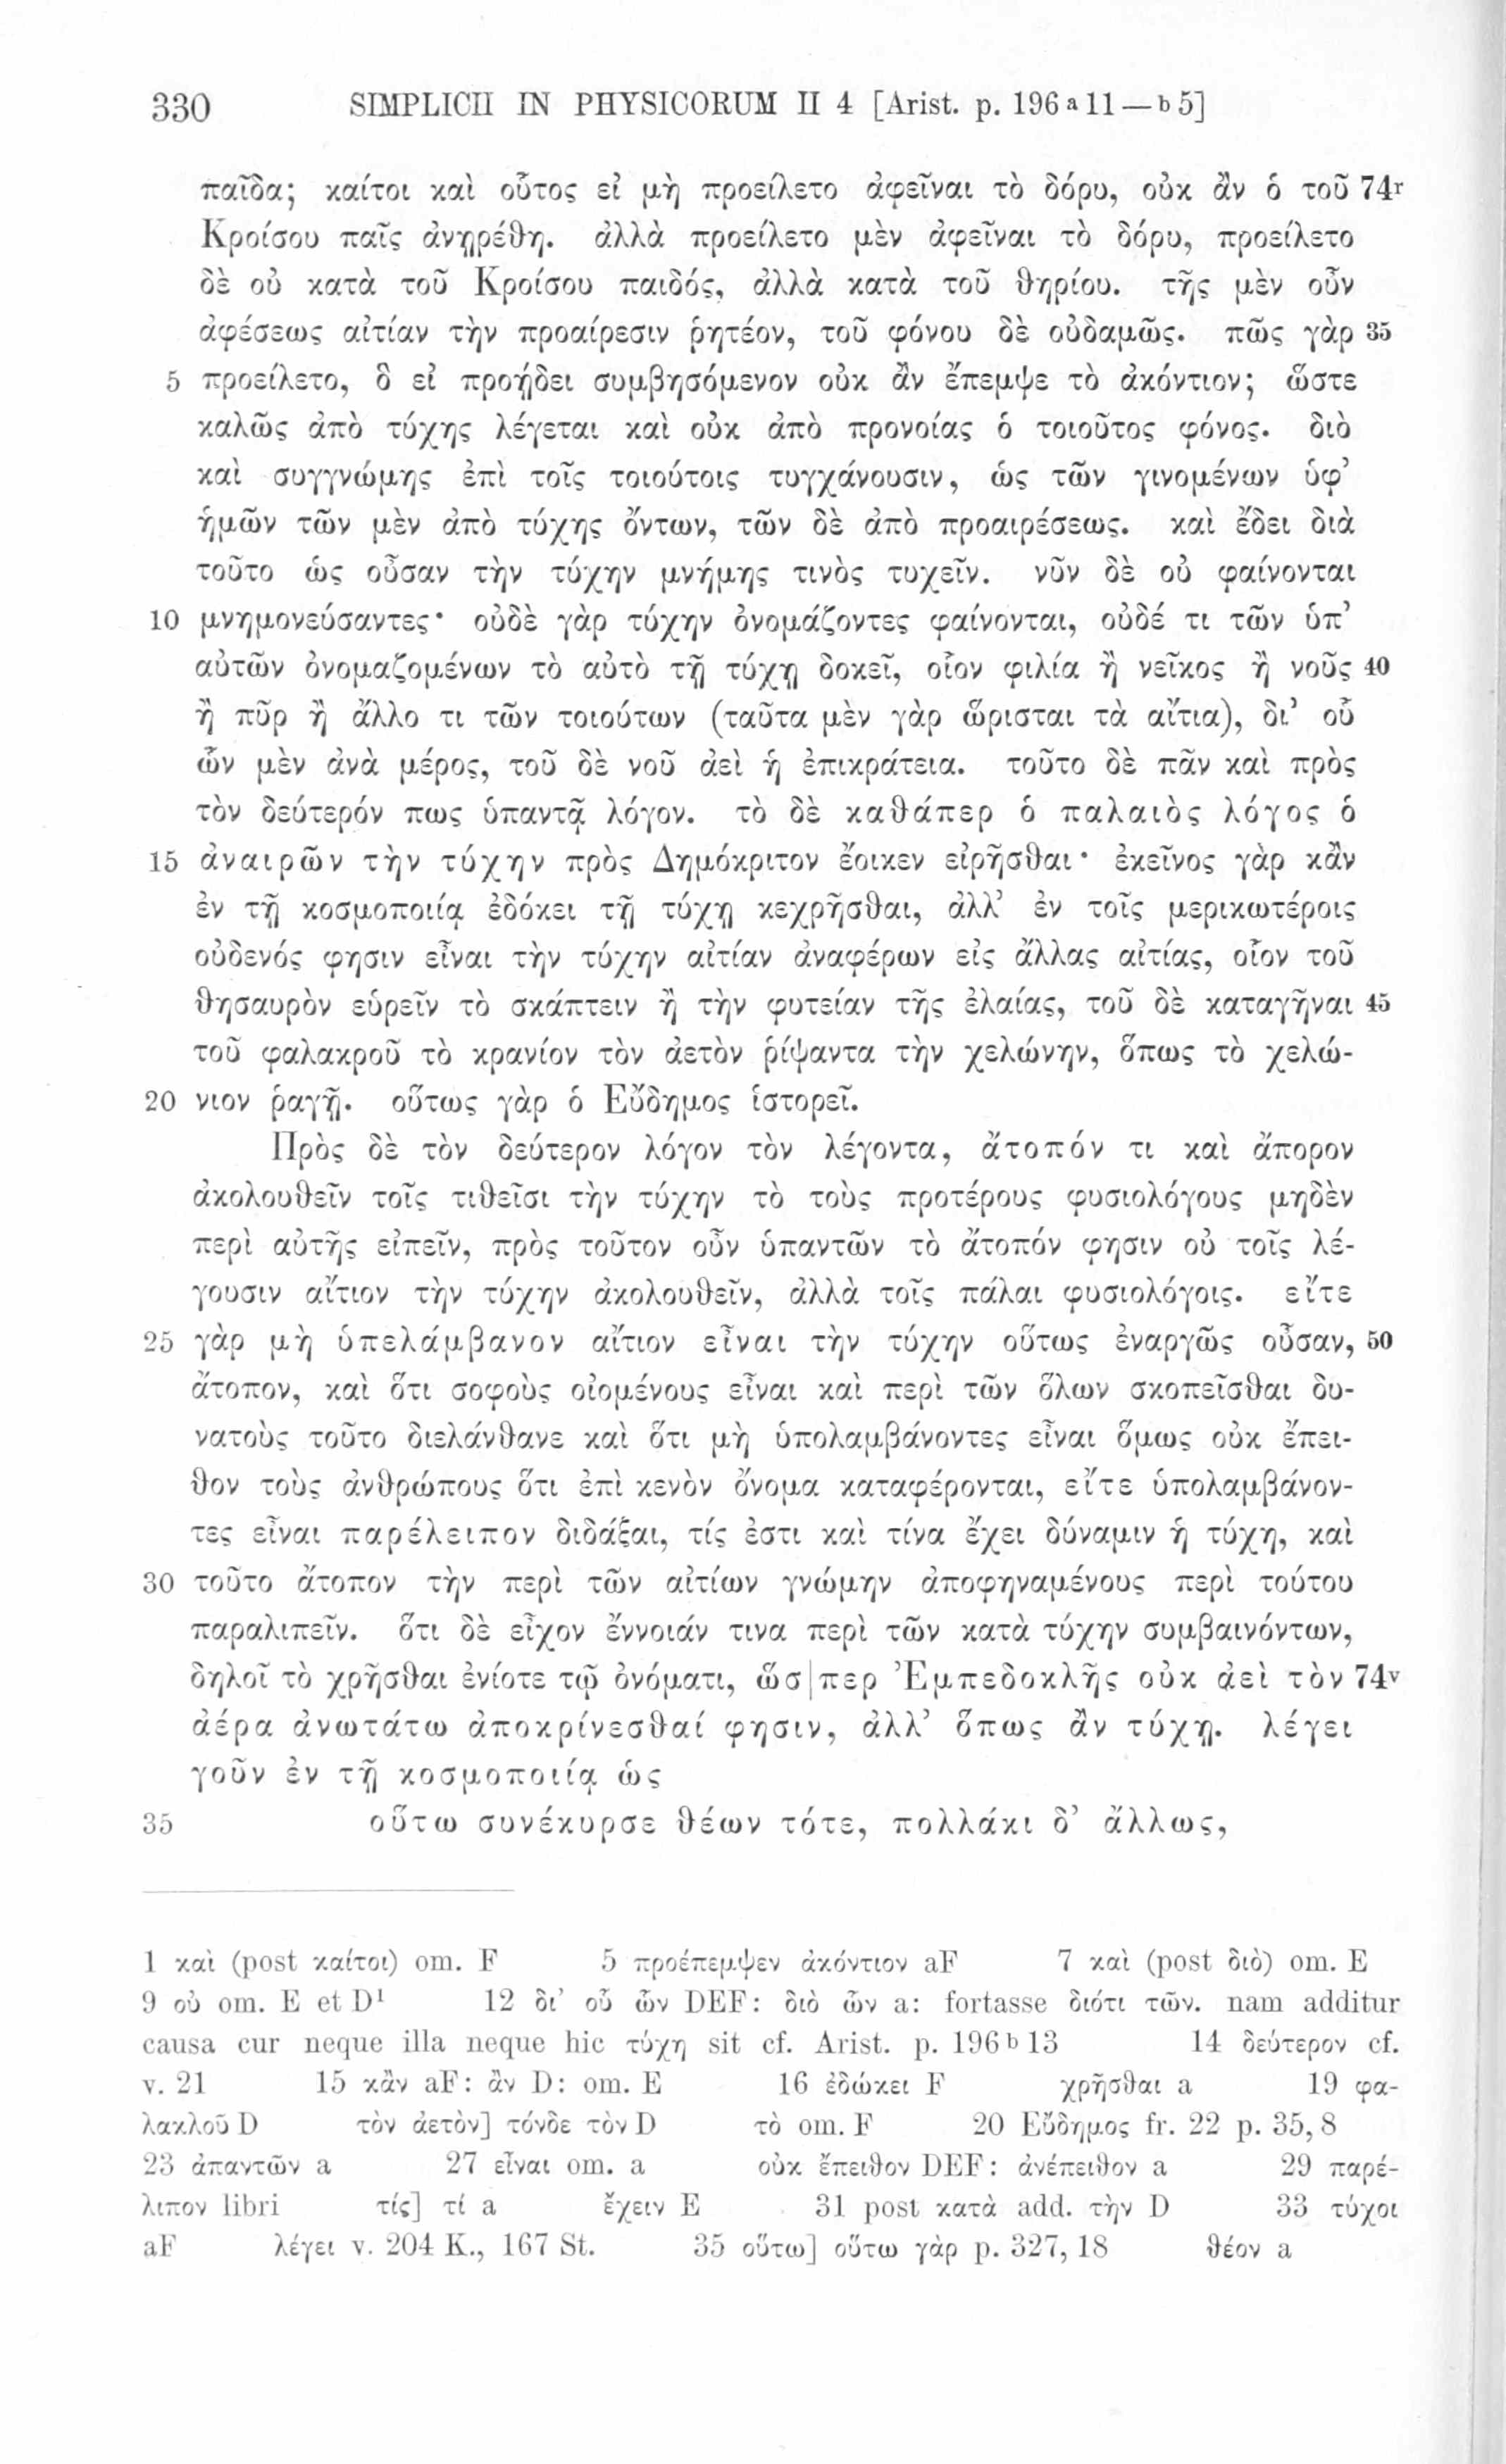 330 SIMPLICII IN PHYSICORUM II 4 [Arist. p. 196 a 11 — b 5]
παῖδα; καίτοι καὶ οὗτος εἰ μὴ προείλετο ἀφεῖναι τὸ δόρυ, οὐκ ἂν ὁ τοῦ 74r
Κροίσου παῖς ἀνῃρέθη. ἀλλὰ προείλετο μὲν ἀφεῖναι τὸ δόρυ, προείλετο
δὲ οὐ κατὰ τοῦ Κροίσου παιδός, ἀλλὰ κατὰ τοῦ θηρίου. τῆς μὲν οὖν
ἀφέσεως αἰτίαν τὴν προαίρεσιν ῥητέον, τοῦ φόνου δὲ οὐδαμῶς. πῶς γὰρ 35
5 προείλετο, ὃ εἰ προῄδει συμβησόμενον οὐκ ἂν ἔπεμψε τὸ ἀκόντιον; ὥστε
καλῶς ἀπὸ τύχης λέγεται καὶ οὐκ ἀπὸ προνοίας ὁ τοιοῦτος φόνος. διὸ
καὶ συγγνώμης ἐπὶ τοῖς τοιούτοις τυγχάνουσιν, ὡς τῶν γινομένων ὑφ’
ἡμῶν τῶν μὲν ἀπὸ τύχης ὄντων, τῶν δὲ ἀπὸ προαιρέσεως. καὶ ἔδει διὰ
τοῦτο ὡς οὖσαν τὴν τύχην μνήμης τινὸς τυχεῖν. νῦν δὲ οὐ φαίνονται
10 μνημονεύσαντες· οὐδὲ γὰρ τύχην ὀνομάζοντες φαίνονται, οὐδέ τι τῶν ὑπ’
αὐτῶν ὀνομαζομένων τὸ αὐτὸ τῇ τύχῃ δοκεῖ, οἷον φιλία ἢ νεῖκος ἢ νοῦς 40
ἢ πῦρ ἢ ἄλλο τι τῶν τοιούτων (ταῦτα μὲν γὰρ ὥρισται τὰ αἴτια), δι’ οὗ
ὧν μὲν ἀνὰ μέρος, τοῦ δὲ νοῦ ἀεὶ ἡ ἐπικράτεια. τοῦτο δὲ πᾶν καὶ πρὸς
τὸν δεύτερόν πως ὑπαντᾷ λόγον. τὸ δὲ καθάπερ ὁ παλαιὸς λόγος ὁ
15 ἀναιρῶν τὴν τύχην πρὸς Δημόκριτον ἔοικεν εἰρῆσθαι· ἐκεῖνος γὰρ κἂν
ἐν τῇ κοσμοποιίᾳ ἐδόκει τῇ τύχῃ κεχρῆσθαι, ἀλλ’ ἐν τοῖς μερικωτέροις
οὐδενός φησιν εἶναι τὴν τύχην αἰτίαν ἀναφέρων εἰς ἄλλας αἰτίας, οἷον τοῦ
θησαυρὸν εὑρεῖν τὸ σκάπτειν ἢ τὴν φυτείαν τῆς ἐλαίας, τοῦ δὲ καταγῆναι 45
τοῦ φαλακροῦ τὸ κρανίον τὸν ἀετὸν ῥίψαντα τὴν χελώνην, ὅπως τὸ χελώ-
20 νιον ῥαγῇ. οὕτως γὰρ ὁ Εὔδημος ἱστορεῖ.
Πρὸς δὲ τὸν δεύτερον λόγον τὸν λέγοντα, ἄτοπόν τι καὶ ἄπορον
ἀκολουθεῖν τοῖς τιθεῖσι τὴν τύχην τὸ τοὺς προτέρους φυσιολόγους μηδὲν
περὶ αὐτῆς εἰπεῖν, πρὸς τοῦτον οὖν ὑπαντῶν τὸ ἄτοπόν φησιν οὐ τοῖς λέ-
γουσιν αἴτιον τὴν τύχην ἀκολουθεῖν, ἀλλὰ τοῖς πάλαι φυσιολόγοις. εἴτε
25 γὰρ μὴ ὑπελάμβανον αἴτιον εἶναι τὴν τύχην οὕτως ἐναργῶς οὖσαν, 50
ἄτοπον, καὶ ὅτι σοφοὺς οἰομένους εἶναι καὶ περὶ τῶν ὅλων σκοπεῖσθαι δυ-
νατοὺς τοῦτο διελάνθανε καὶ ὅτι μὴ ὑπολαμβάνοντες εἶναι ὅμως οὐκ ἔπει-
θον τοὺς ἀνθρώπους ὅτι ἐπὶ κενὸν ὄνομα καταφέρονται, εἴτε ὑπολαμβάνον-
τες εἶναι παρέλειπον διδάξαι, τίς ἐστι καὶ τίνα ἔχει δύναμιν ἡ τύχη, καὶ
30 τοῦτο ἄτοπον τὴν περὶ τῶν αἰτίων γνώμην ἀποφηναμένους περὶ τούτου
παραλιπεῖν. ὅτι δὲ εἶχον ἔννοιάν τινα περὶ τῶν κατὰ τύχην συμβαινόντων,
δηλοῖ τὸ χρῆσθαι ἐνίοτε τῷ ὀνόματι, ὥσ|περ Ἐμπεδοκλῆς οὐκ ἀεὶ τὸν 74v
ἀέρα ἀνωτάτω ἀποκρίνεσθαί φησιν, ἀλλ’ ὅπως ἂν τύχῃ. λέγει
γοῦν ἐν τῇ κοσμοποιίᾳ ὡς
35 οὕτω συνέκυρσε θέων τότε, πολλάκι δ’ ἄλλως,
1 καὶ (post καίτοι) om. F 5 προέπεμψεν ἀκόντιον aF 7 καὶ (post διὸ) om. E
9 οὐ om. E et D¹ 12 δι’ οὗ ὧν DEF: διὸ ὧν a: fortasse διότι τῶν. nam additur
causa cur neque illa neque hic τύχη sit cf. Arist. p. 196 b 13 14 δεύτερον cf.
v. 21 15 κἂν aF: ἂν D: om. E 16 ἐδώκει F χρῆσθαι a 19 φα-
λακλοῦ D τὸν ἀετὸν] τόνδε τὸν D τὸ om. F 20 Εὔδημος fr. 22 p. 35, 8
23 ἀπαντῶν a 27 εἶναι om. a οὐκ ἔπειθον DEF: ἀνέπειθον a 29 παρέ-
λιπον libri τίς] τί a ἔχειν E 31 post κατὰ add. τὴν D 33 τύχοι
aF λέγει v. 204 K., 167 St. 35 οὕτω] οὕτω γὰρ p. 327, 18 θέον a